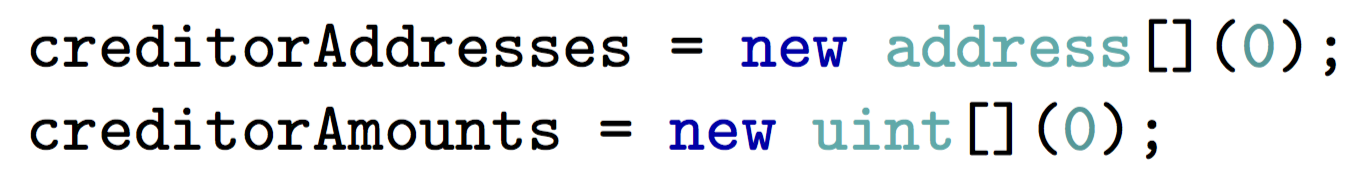 creditorAddresses = new address[](0);
creditorAmounts = new uint[](0);